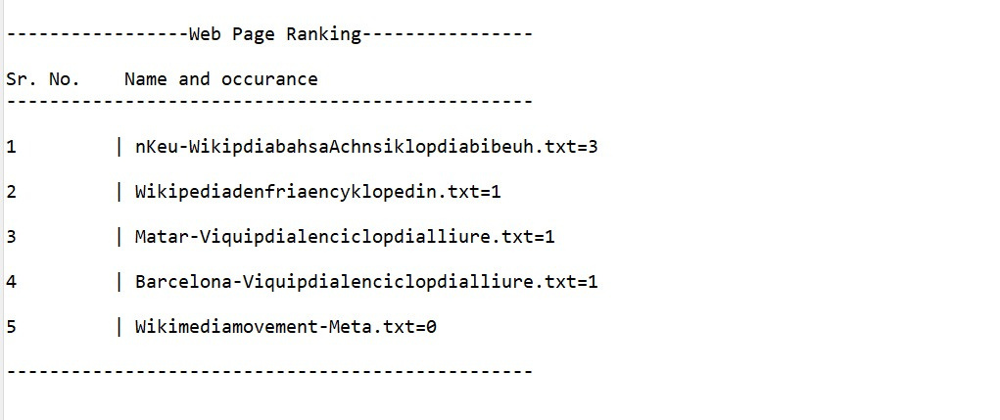 -----------------Web Page Ranking----------------
Sr. No.    Name and occurance
-------------------------------------------------
1         | nKeu-WikipdiabahsaAchnsiklopdiabibeuh.txt=3
2         | Wikipediadenfriaencyklopedin.txt=1
3         | Matar-Viquipdialenciclopdialliure.txt=1
4         | Barcelona-Viquipdialenciclopdialliure.txt=1
5         | Wikimediamovement-Meta.txt=0
-------------------------------------------------